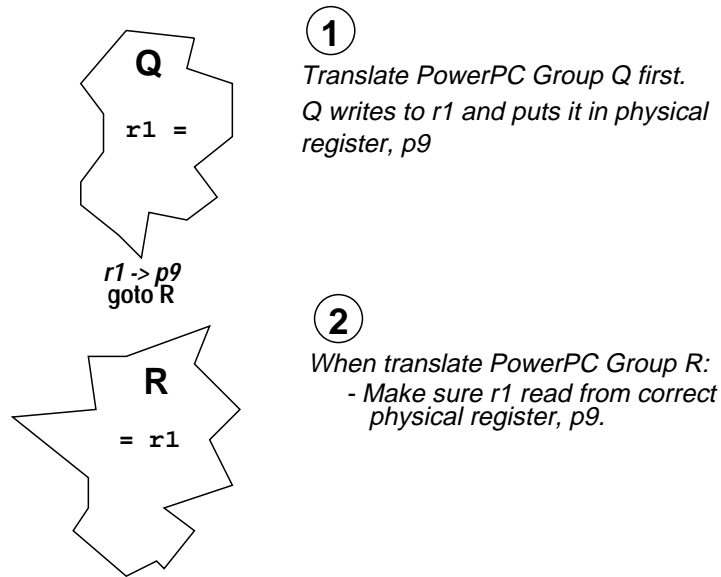 1
Q
Translate PowerPC Group Q first.
r1 =
Q writes to r1 and puts it in physical
register, p9
r1 -> p9
goto R
2
When translate PowerPC Group R:
R
- Make sure r1 read from correct
physical register, p9.
= r1